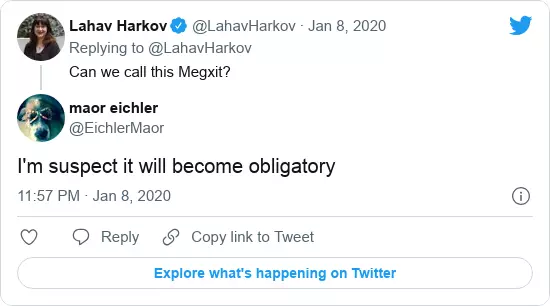 Lahav Harkov @LahavHarkov · Jan 8, 2020
Replying to @LahavHarkov
Can we call this Megxit?
maor eichler
@EichlerMaor
I'm suspect it will become obligatory
11:57 PM · Jan 8, 2020
Reply Copy link to Tweet
Explore what's happening on Twitter